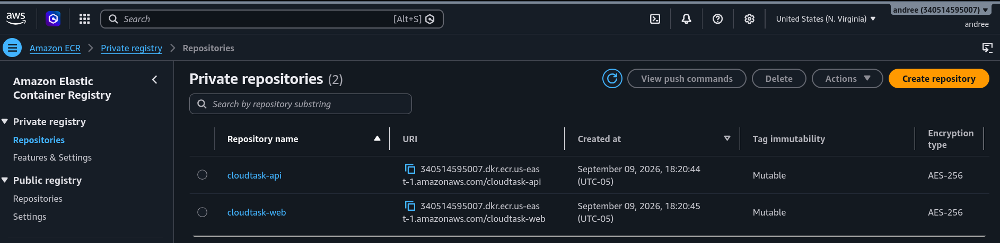 aws
Search
[Alt+S]
United States (N. Virginia)
andree (340514595007)
andree
Amazon ECR
Private registry
Repositories
Amazon Elastic
Container Registry
Private registry
Repositories
Features & Settings
Public registry
Repositories
Settings
Private repositories (2)
View push commands
Delete
Actions
Create repository
Search by repository substring
Repository name
URI
Created at
Tag immutability
Encryption
type
cloudtask-api
340514595007.dkr.ecr.us-eas
t-1.amazonaws.com/cloudtask-api
September 09, 2026, 18:20:44
(UTC-05)
Mutable
AES-256
cloudtask-web
340514595007.dkr.ecr.us-eas
t-1.amazonaws.com/cloudtask-web
September 09, 2026, 18:20:45
(UTC-05)
Mutable
AES-256